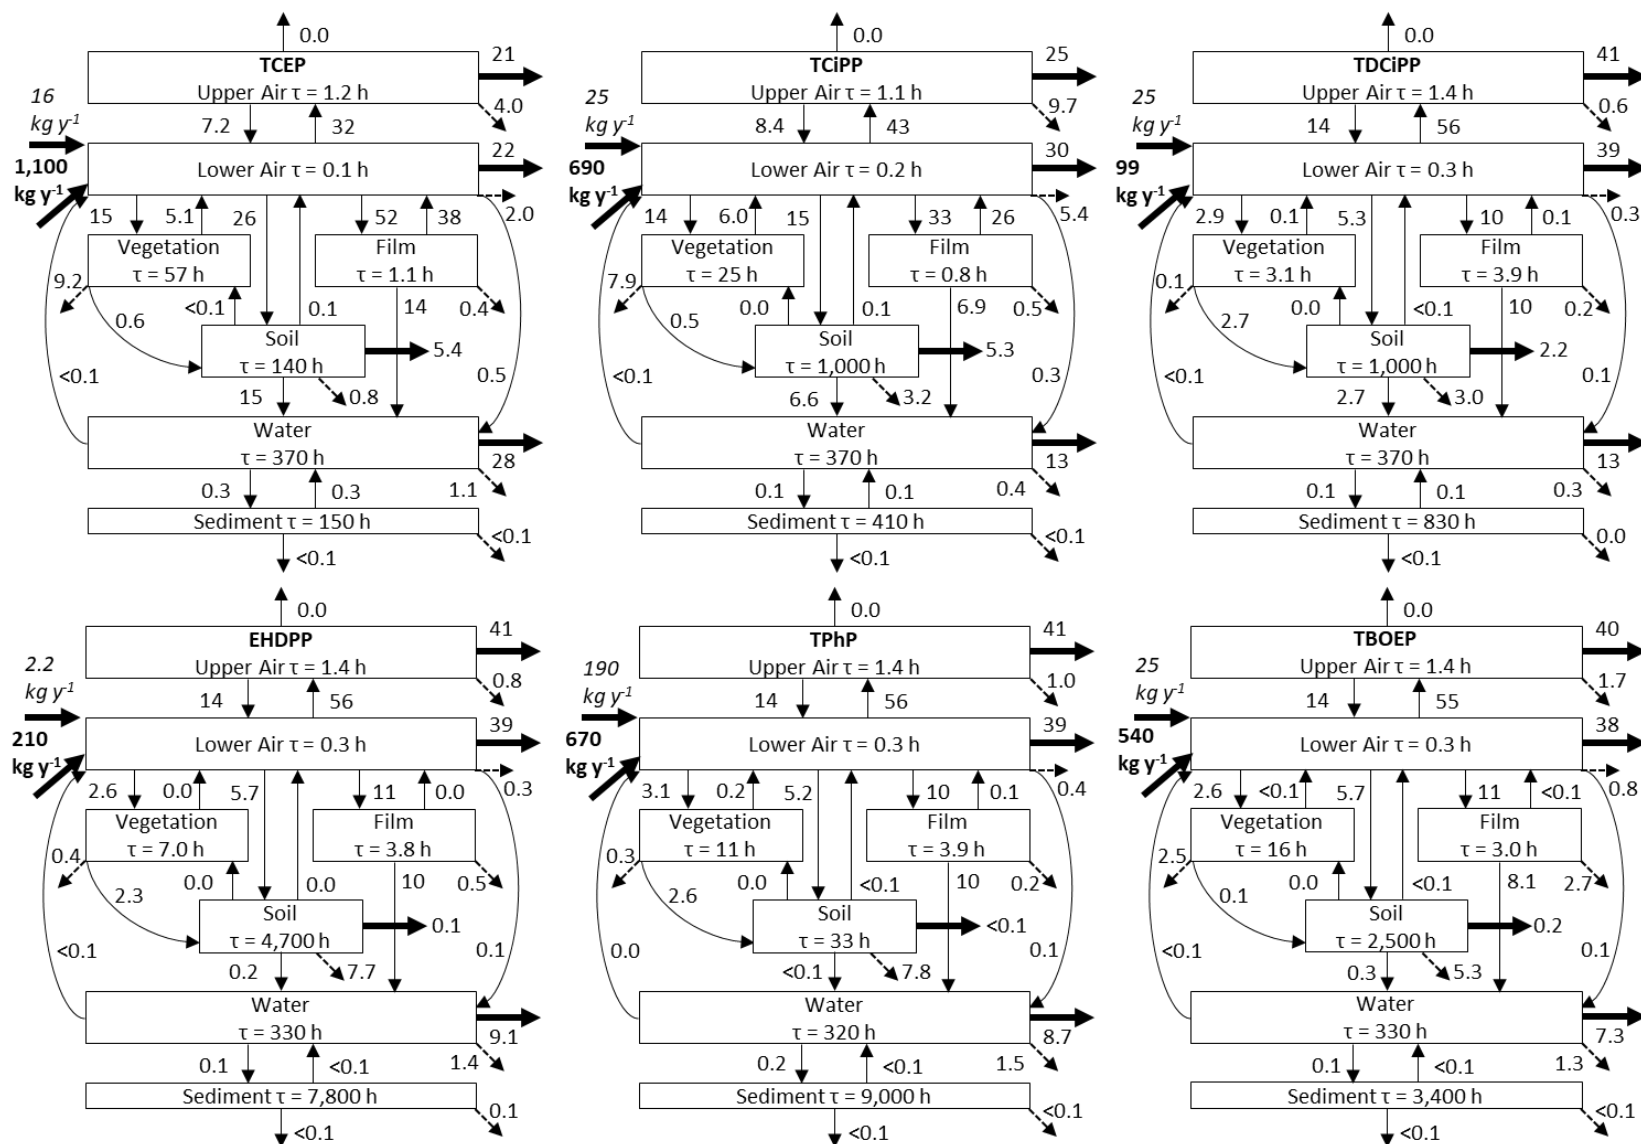 0.0
TCEP
Upper Air τ = 1.2 h
21
4.0
16
kg y-1
7.2
32
1,100
kg y-1
Lower Air τ = 0.1 h
22
2.0
15
5.1
26
52
38
Vegetation
τ = 57 h
Film
τ = 1.1 h
9.2
0.6
<0.1
0.1
14
0.4
Soil
τ = 140 h
5.4
<0.1
15
0.8
0.5
Water
τ = 370 h
28
0.3
0.3
1.1
Sediment τ = 150 h
<0.1
<0.1
0.0
TCiPP
Upper Air τ = 1.1 h
25
9.7
25
kg y-1
8.4
43
690
kg y-1
Lower Air τ = 0.2 h
30
5.4
14
6.0
15
33
26
Vegetation
τ = 25 h
Film
τ = 0.8 h
7.9
0.5
0.0
0.1
6.9
0.5
Soil
τ = 1,000 h
5.3
<0.1
6.6
3.2
0.3
Water
τ = 370 h
13
0.1
0.1
0.4
Sediment τ = 410 h
<0.1
<0.1
0.0
TDCiPP
Upper Air τ = 1.4 h
41
0.6
25
kg y-1
14
56
99
kg y-1
Lower Air τ = 0.3 h
39
0.3
2.9
0.1
5.3
10
0.1
Vegetation
τ = 3.1 h
Film
τ = 3.9 h
0.1
2.7
0.0
<0.1
10
0.2
Soil
τ = 1,000 h
2.2
<0.1
2.7
3.0
0.1
Water
τ = 370 h
13
0.1
0.1
0.3
Sediment τ = 830 h
0.0
<0.1
0.0
EHDPP
Upper Air τ = 1.4 h
41
0.8
2.2
kg y-1
14
56
210
kg y-1
Lower Air τ = 0.3 h
39
0.3
2.6
0.0
5.7
11
0.0
Vegetation
τ = 7.0 h
Film
τ = 3.8 h
0.4
2.3
0.0
0.0
10
0.5
Soil
τ = 4,700 h
0.1
<0.1
0.2
7.7
0.1
Water
τ = 330 h
9.1
0.1
<0.1
1.4
Sediment τ = 7,800 h
0.1
<0.1
0.0
TPhP
Upper Air τ = 1.4 h
41
1.0
190
kg y-1
14
56
670
kg y-1
Lower Air τ = 0.3 h
39
0.4
3.1
0.2
5.2
10
0.1
Vegetation
τ = 11 h
Film
τ = 3.9 h
0.3
2.6
0.0
<0.1
10
0.2
Soil
τ = 33 h
<0.1
0.0
<0.1
7.8
0.1
Water
τ = 320 h
8.7
0.2
<0.1
1.5
Sediment τ = 9,000 h
<0.1
<0.1
0.0
TBOEP
Upper Air τ = 1.4 h
40
1.7
25
kg y-1
14
55
540
kg y-1
Lower Air τ = 0.3 h
38
0.8
2.6
<0.1
5.7
11
<0.1
Vegetation
τ = 16 h
Film
τ = 3.0 h
2.5
0.1
0.0
<0.1
8.1
2.7
Soil
τ = 2,500 h
0.2
<0.1
0.3
5.3
0.1
Water
τ = 330 h
7.3
0.1
<0.1
1.3
Sediment τ = 3,400 h
<0.1
<0.1